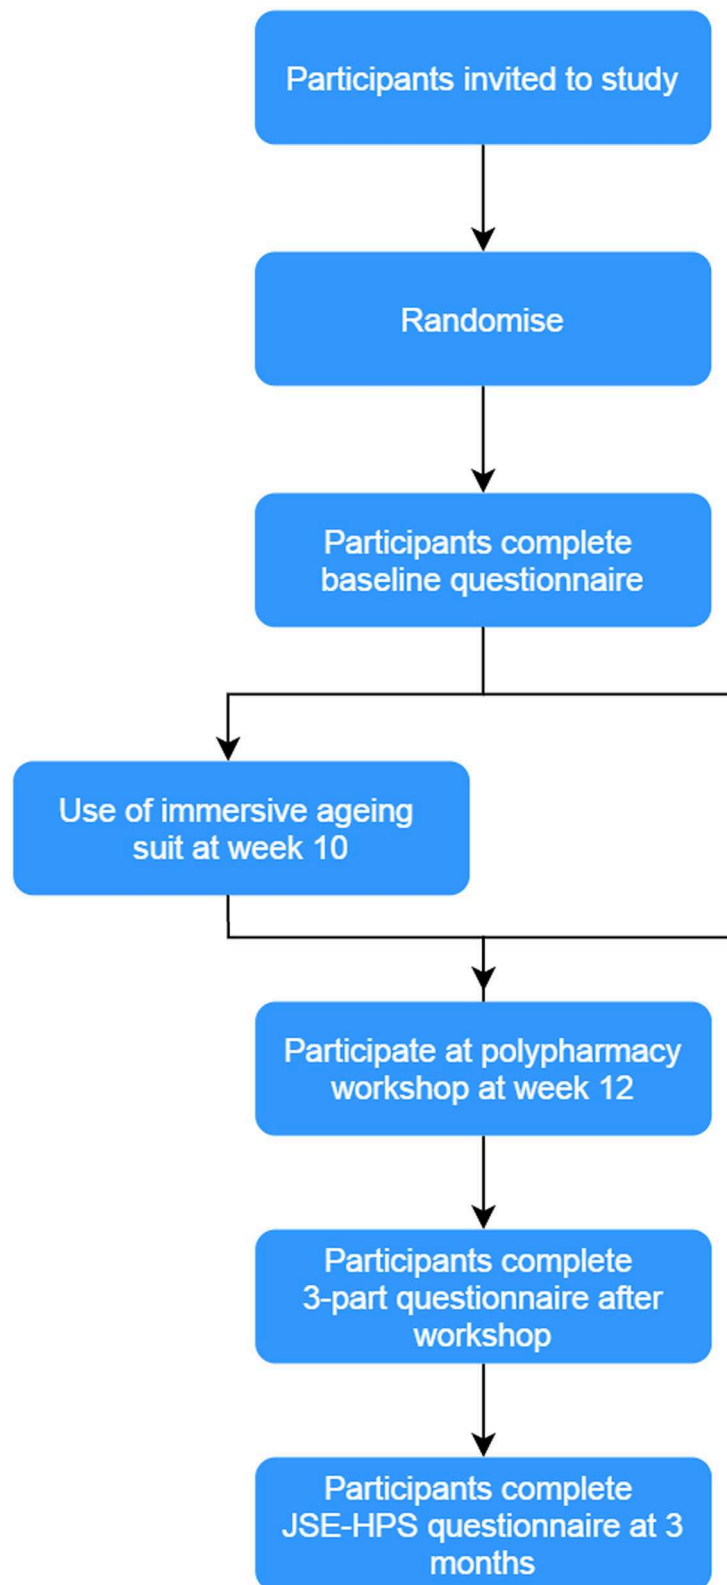 Participants invited to study
Randomise
Participants complete
baseline questionnaire
Use of immersive ageing
suit at week 10
Participate at polypharmacy
workshop at week 12
Participants complete
3-part questionnaire after
workshop
Participants complete
JSE-HPS questionnaire at 3
months